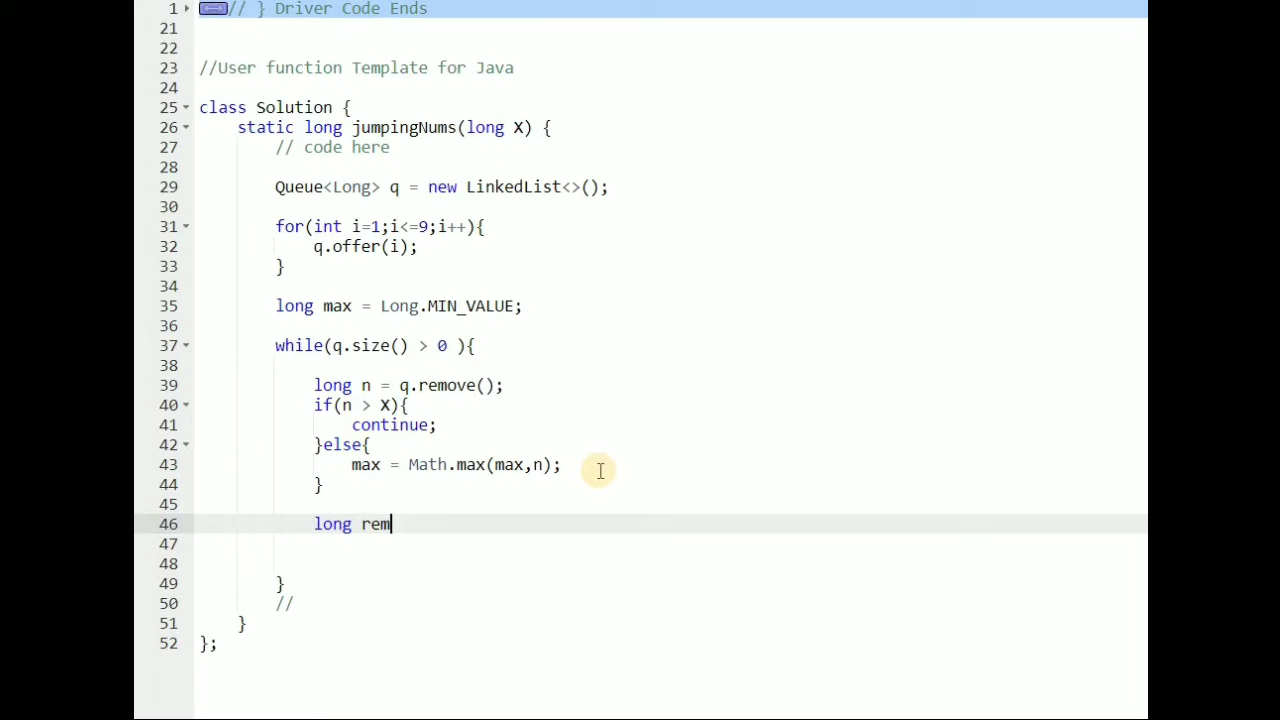 1 // } Driver Code Ends
21
22
23 //User function Template for Java
24
25 class Solution {
26 static long jumpingNums(long X) {
27 // code here
28
29 Queue<Long> q = new LinkedList<>();
30
31 for(int i=1;i<=9;i++){
32 q.offer(i);
33 }
34
35 long max = Long.MIN_VALUE;
36
37 while(q.size() > 0 ){
38
39 long n = q.remove();
40 if(n > X){
41 continue;
42 }else{
43 max = Math.max(max,n);
44 }
45
46 long rem
47
48
49 }
50 //
51 }
52 };